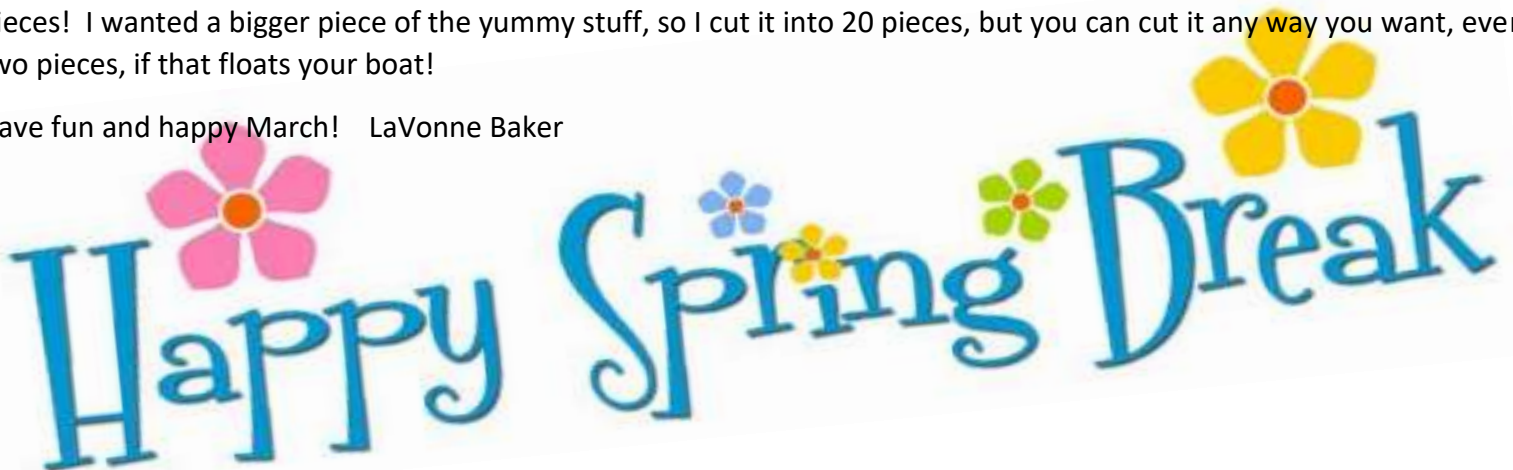 ieces!  I wanted a bigger piece of the yummy stuff, so I cut it into 20 pieces, but you can cut it any way you want, ever
wo pieces, if that floats your boat!
ave fun and happy March!    LaVonne Baker
Happy Spring Break